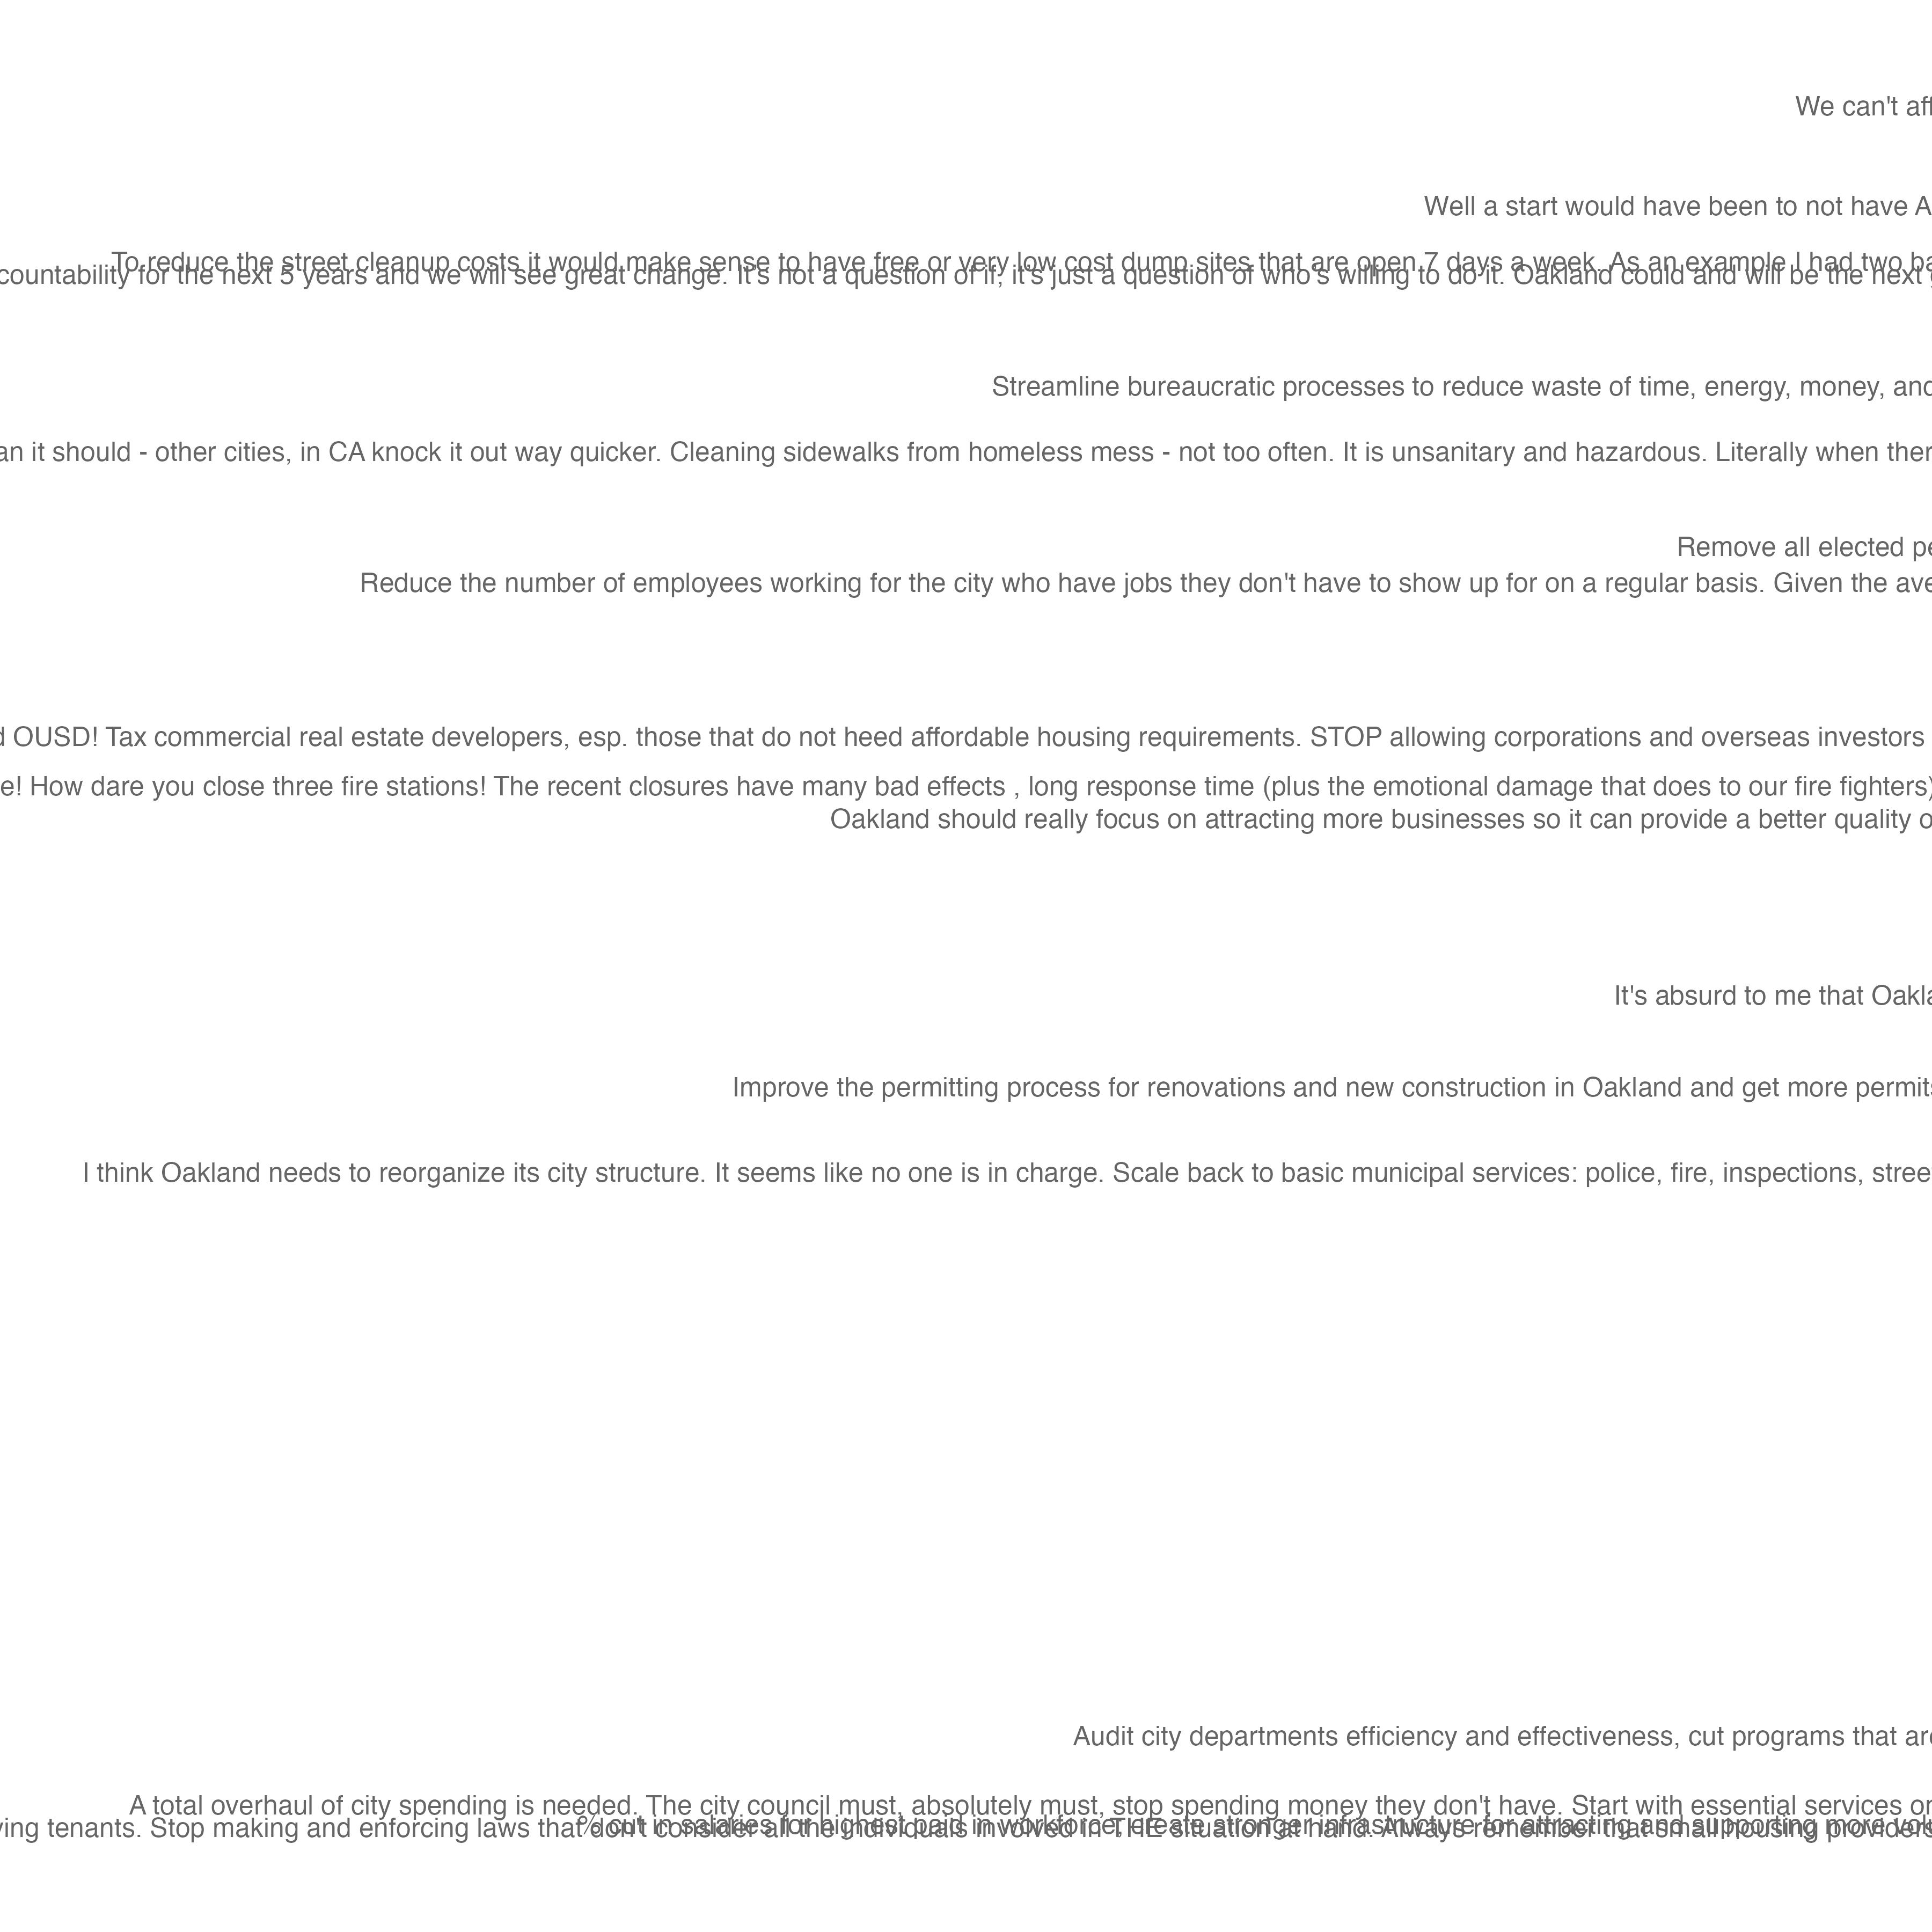 We can't aff
Well a start would have been to not have A
To reduce the street cleanup costs it would make sense to have free or very low cost dump sites that are open 7 days a week. As an example I had two ba
countability for the next 5 years and we will see great change. It's not a question of if, it's just a question of who's willing to do it. Oakland could and will be the next
Streamline bureaucratic processes to reduce waste of time, energy, money, and
an it should - other cities, in CA knock it out way quicker. Cleaning sidewalks from homeless mess - not too often. It is unsanitary and hazardous. Literally when ther
Remove all elected pe
Reduce the number of employees working for the city who have jobs they don't have to show up for on a regular basis. Given the ave
d OUSD! Tax commercial real estate developers, esp. those that do not heed affordable housing requirements. STOP allowing corporations and overseas investors
e! How dare you close three fire stations! The recent closures have many bad effects , long response time (plus the emotional damage that does to our fire fighters)
Oakland should really focus on attracting more businesses so it can provide a better quality o
It's absurd to me that Oakla
Improve the permitting process for renovations and new construction in Oakland and get more permits
I think Oakland needs to reorganize its city structure. It seems like no one is in charge. Scale back to basic municipal services: police, fire, inspections, stree
Audit city departments efficiency and effectiveness, cut programs that are
A total overhaul of city spending is needed. The city council must, absolutely must, stop spending money they don't have. Start with essential services or
% cut in salaries for highest paid in workforce, create stronger infrastructure for attracting and supporting more vol
ying tenants. Stop making and enforcing laws that don't consider all the individuals involved in THE situation at hand. Always remember that small housing providers